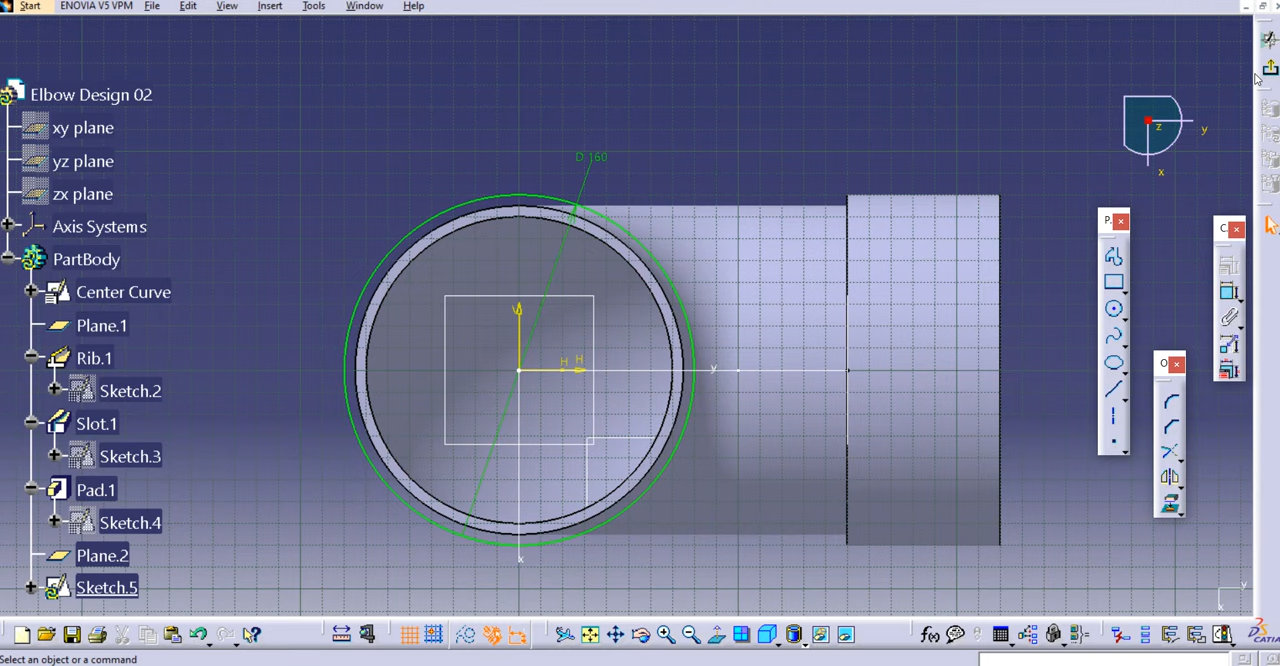 Start ENOVIA V5 VPM File Edit View Insert Tools Window Help
Elbow Design 02
xy plane
yz plane
zx plane
Axis Systems
PartBody
Center Curve
Plane.1
Rib.1
Sketch.2
Slot.1
Sketch.3
Pad.1
Sketch.4
Plane.2
Sketch.5
D 160
V
H H
y
x
z
y
x
P..
C..
O..
y
x
f(x)
CATIA
Select an object or a command